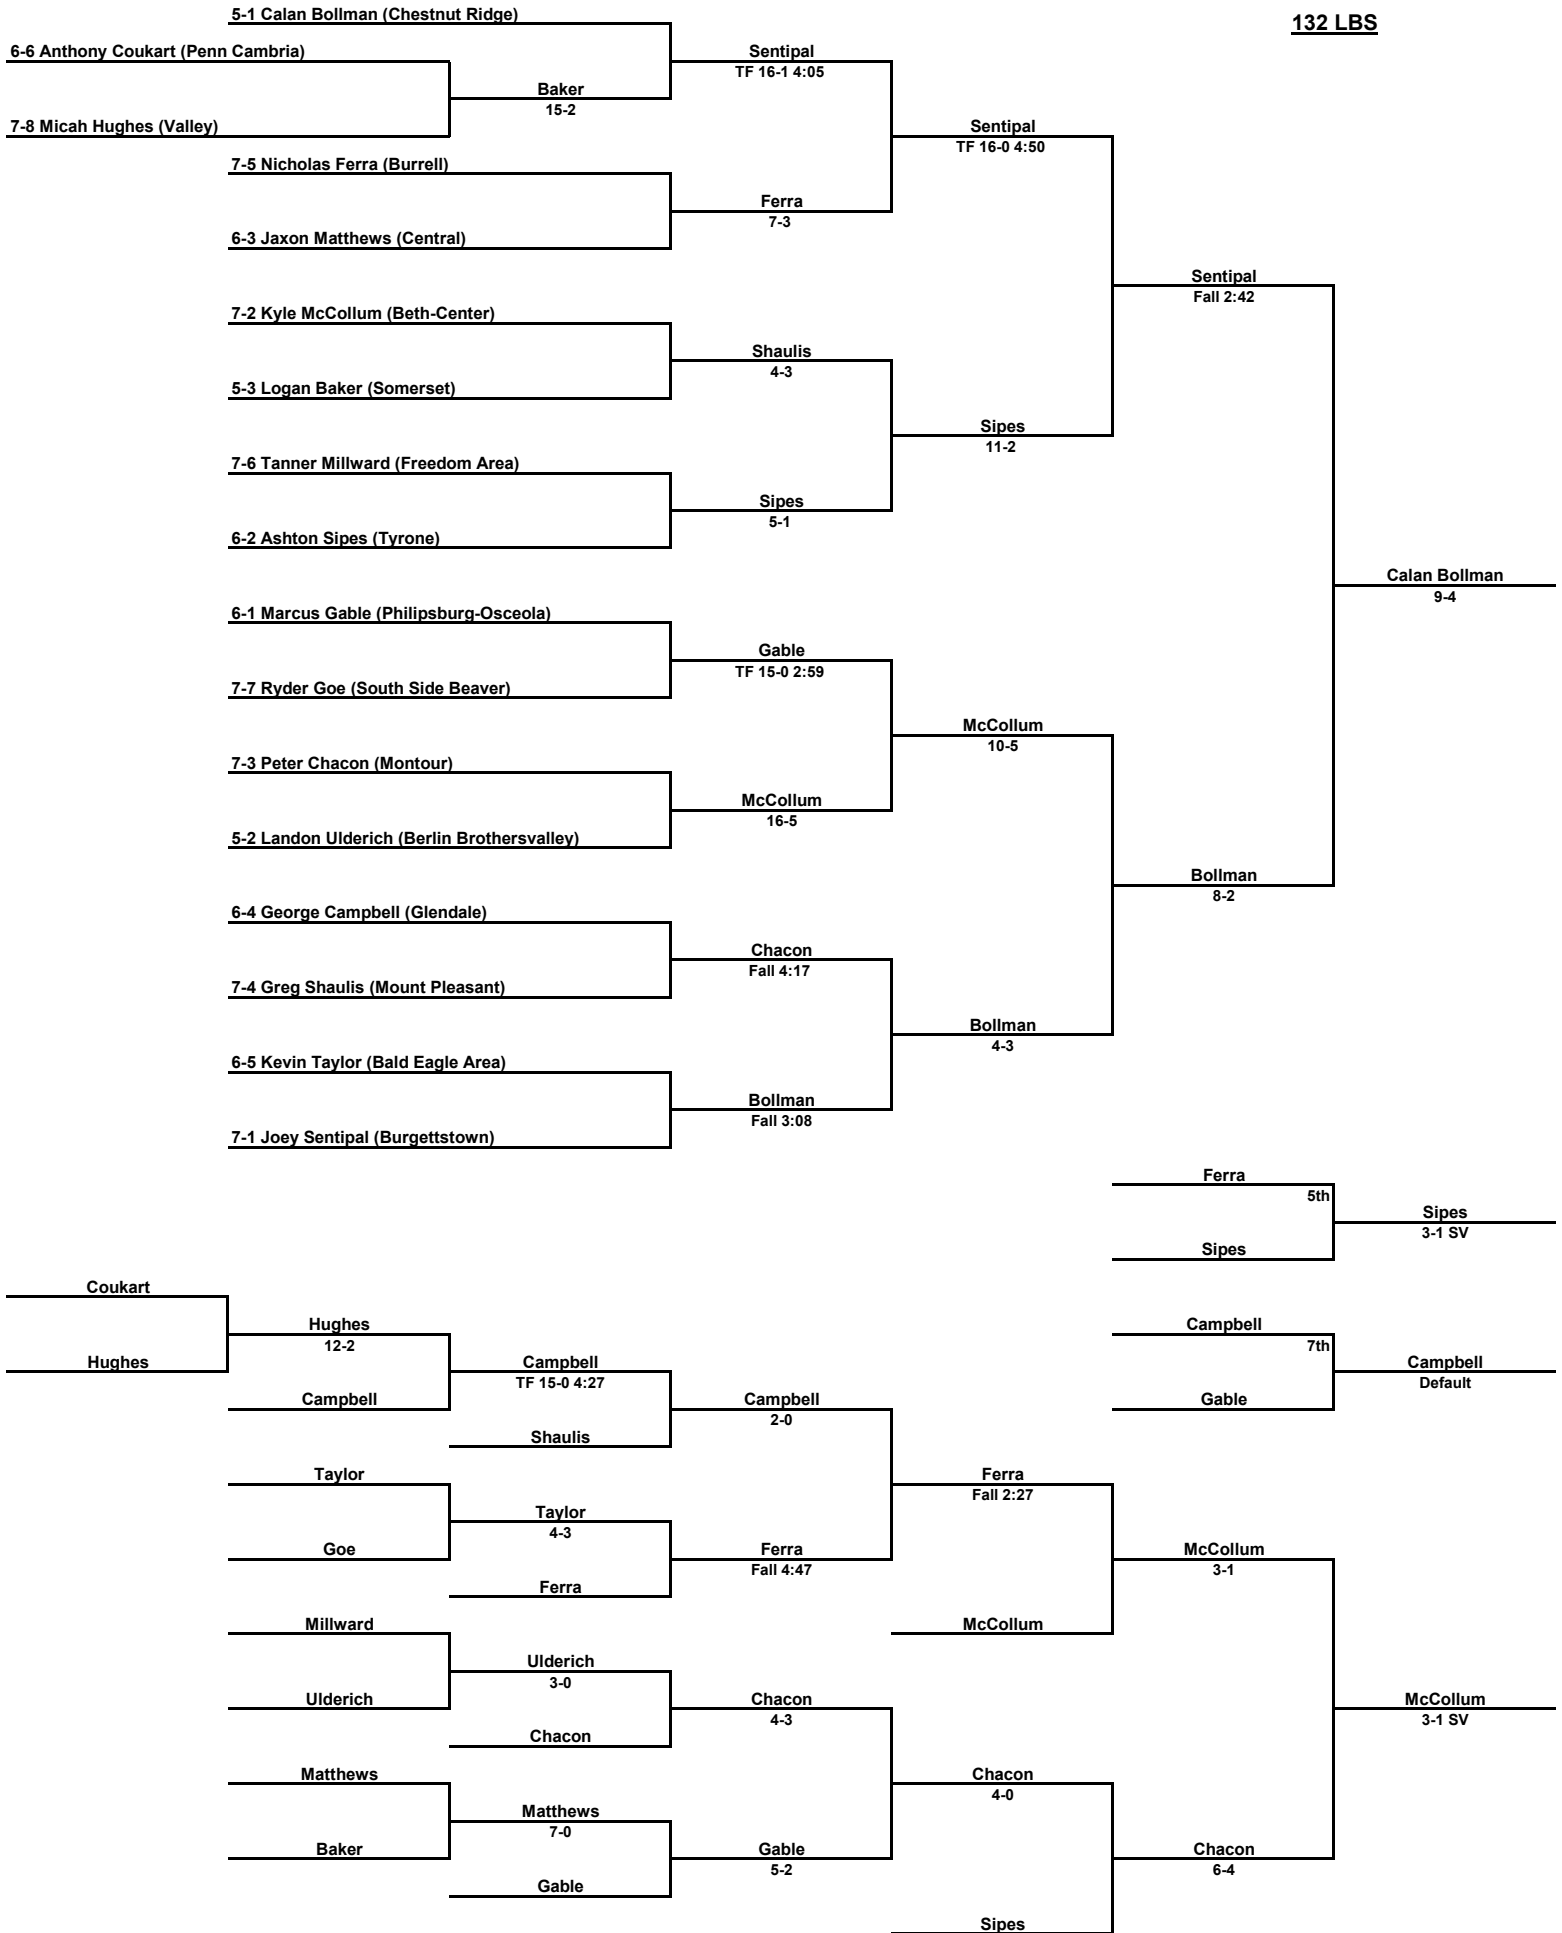 5-1 Calan Bollman (Chestnut Ridge)
132 LBS
6-6 Anthony Coukart (Penn Cambria)
Sentipal
TF 16-1 4:05
Baker
15-2
7-8 Micah Hughes (Valley)
Sentipal
TF 16-0 4:50
7-5 Nicholas Ferra (Burrell)
Ferra
7-3
6-3 Jaxon Matthews (Central)
Sentipal
Fall 2:42
7-2 Kyle McCollum (Beth-Center)
Shaulis
4-3
5-3 Logan Baker (Somerset)
Sipes
11-2
7-6 Tanner Millward (Freedom Area)
Sipes
5-1
6-2 Ashton Sipes (Tyrone)
Calan Bollman
9-4
6-1 Marcus Gable (Philipsburg-Osceola)
Gable
TF 15-0 2:59
7-7 Ryder Goe (South Side Beaver)
McCollum
10-5
7-3 Peter Chacon (Montour)
McCollum
16-5
5-2 Landon Ulderich (Berlin Brothersvalley)
Bollman
8-2
6-4 George Campbell (Glendale)
Chacon
Fall 4:17
7-4 Greg Shaulis (Mount Pleasant)
Bollman
4-3
6-5 Kevin Taylor (Bald Eagle Area)
Bollman
Fall 3:08
7-1 Joey Sentipal (Burgettstown)
Ferra
5th
Sipes
3-1 SV
Sipes
Coukart
Hughes
12-2
Campbell
7th
Hughes
Campbell
TF 15-0 4:27
Campbell
Default
Campbell
Campbell
2-0
Gable
Shaulis
Taylor
Ferra
Fall 2:27
Taylor
4-3
Goe
Ferra
Fall 4:47
McCollum
3-1
Ferra
Millward
McCollum
Ulderich
3-0
Ulderich
Chacon
4-3
McCollum
3-1 SV
Chacon
Matthews
Chacon
4-0
Matthews
7-0
Baker
Gable
5-2
Chacon
6-4
Gable
Sipes